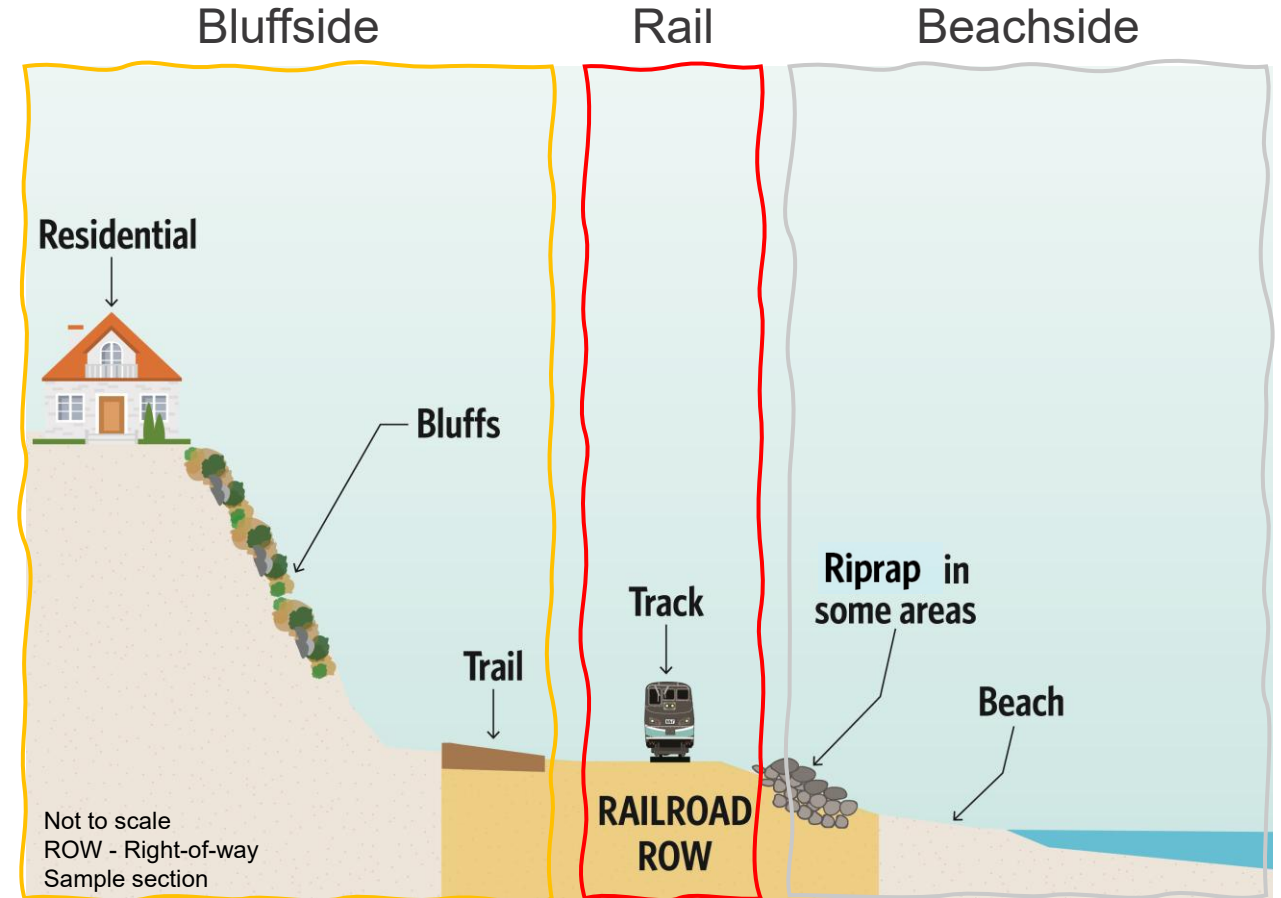 Bluffside
Rail
Beachside
Residential
Bluffs
Riprap in
some areas
Track
Trail
Beach
RAILROAD
ROW
Not to scale
ROW - Right-of-way
Sample section